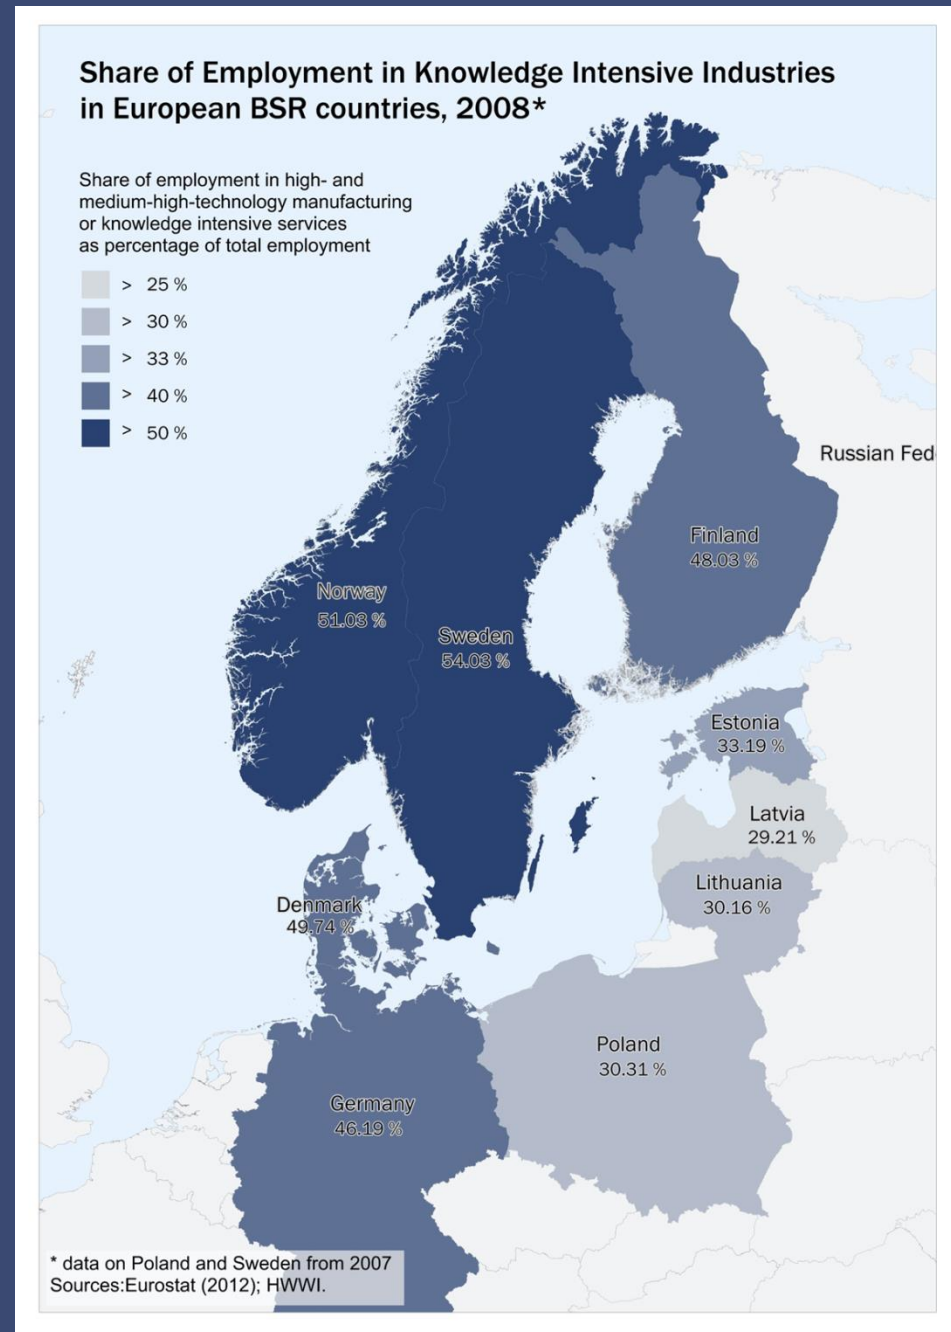 Share of Employment in Knowledge Intensive Industries
in European BSR countries, 2008*
Share of employment in high- and
medium-high-technology manufacturing
or knowledge intensive services
as percentage of total employment
> 25 %
> 30 %
> 33 %
> 40 %
> 50 %
Russian Fed
Finland
48.03 %
Norway
51.03 %
Sweden
54.03 %
Estonia
33.19 %
Latvia
29.21 %
Lithuania
30.16 %
Denmark
49.74 %
Poland
30.31 %
Germany
46.19 %
* data on Poland and Sweden from 2007
Sources:Eurostat (2012); HWWI.